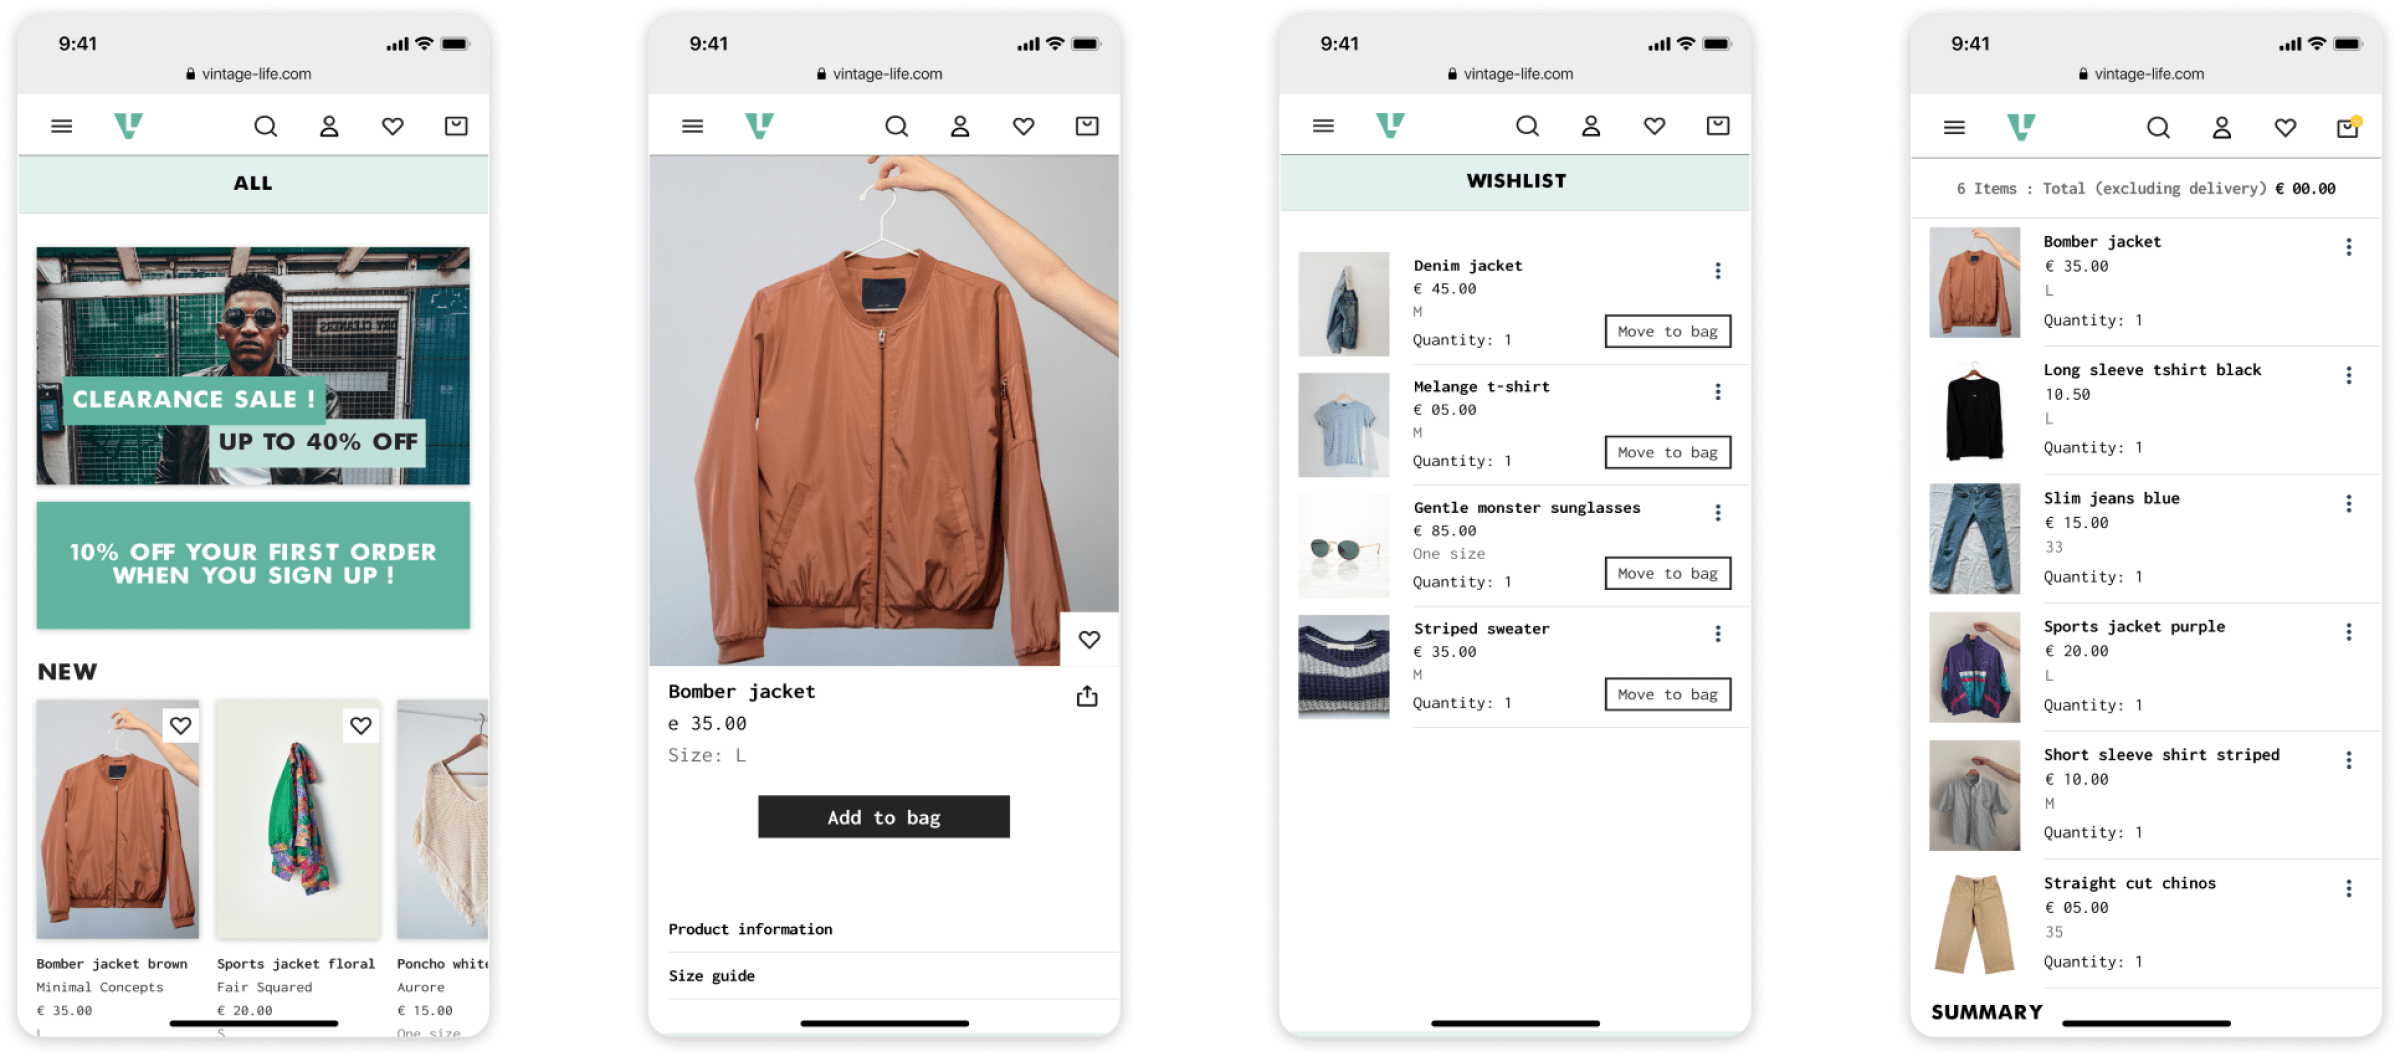 9:41
vintage-life.com
ALL
CLEARANCE SALE !
UP TO 40% OFF
10% OFF YOUR FIRST ORDER
WHEN YOU SIGN UP !
NEW
Bomber jacket brown
Minimal Concepts
€ 35.00
L
Sports jacket floral
Fair Squared
€ 20.00
S
Poncho white
Aurore
€ 15.00
One size
9:41
vintage-life.com
Bomber jacket
e 35.00
Size: L
Add to bag
Product information
Size guide
9:41
vintage-life.com
WISHLIST
Denim jacket
€ 45.00
M
Quantity: 1
Move to bag
Melange t-shirt
€ 05.00
M
Quantity: 1
Move to bag
Gentle monster sunglasses
€ 85.00
One size
Quantity: 1
Move to bag
Striped sweater
€ 35.00
M
Quantity: 1
Move to bag
9:41
vintage-life.com
6 Items : Total (excluding delivery) € 00.00
Bomber jacket
€ 35.00
L
Quantity: 1
Long sleeve tshirt black
10.50
L
Quantity: 1
Slim jeans blue
€ 15.00
33
Quantity: 1
Sports jacket purple
€ 20.00
L
Quantity: 1
Short sleeve shirt striped
€ 10.00
M
Quantity: 1
Straight cut chinos
€ 05.00
35
Quantity: 1
SUMMARY